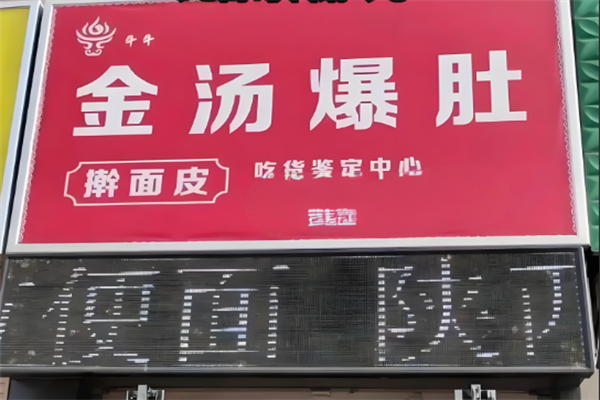 牛牛
金汤爆肚
擀面皮
吃货鉴定中心
便面 陕